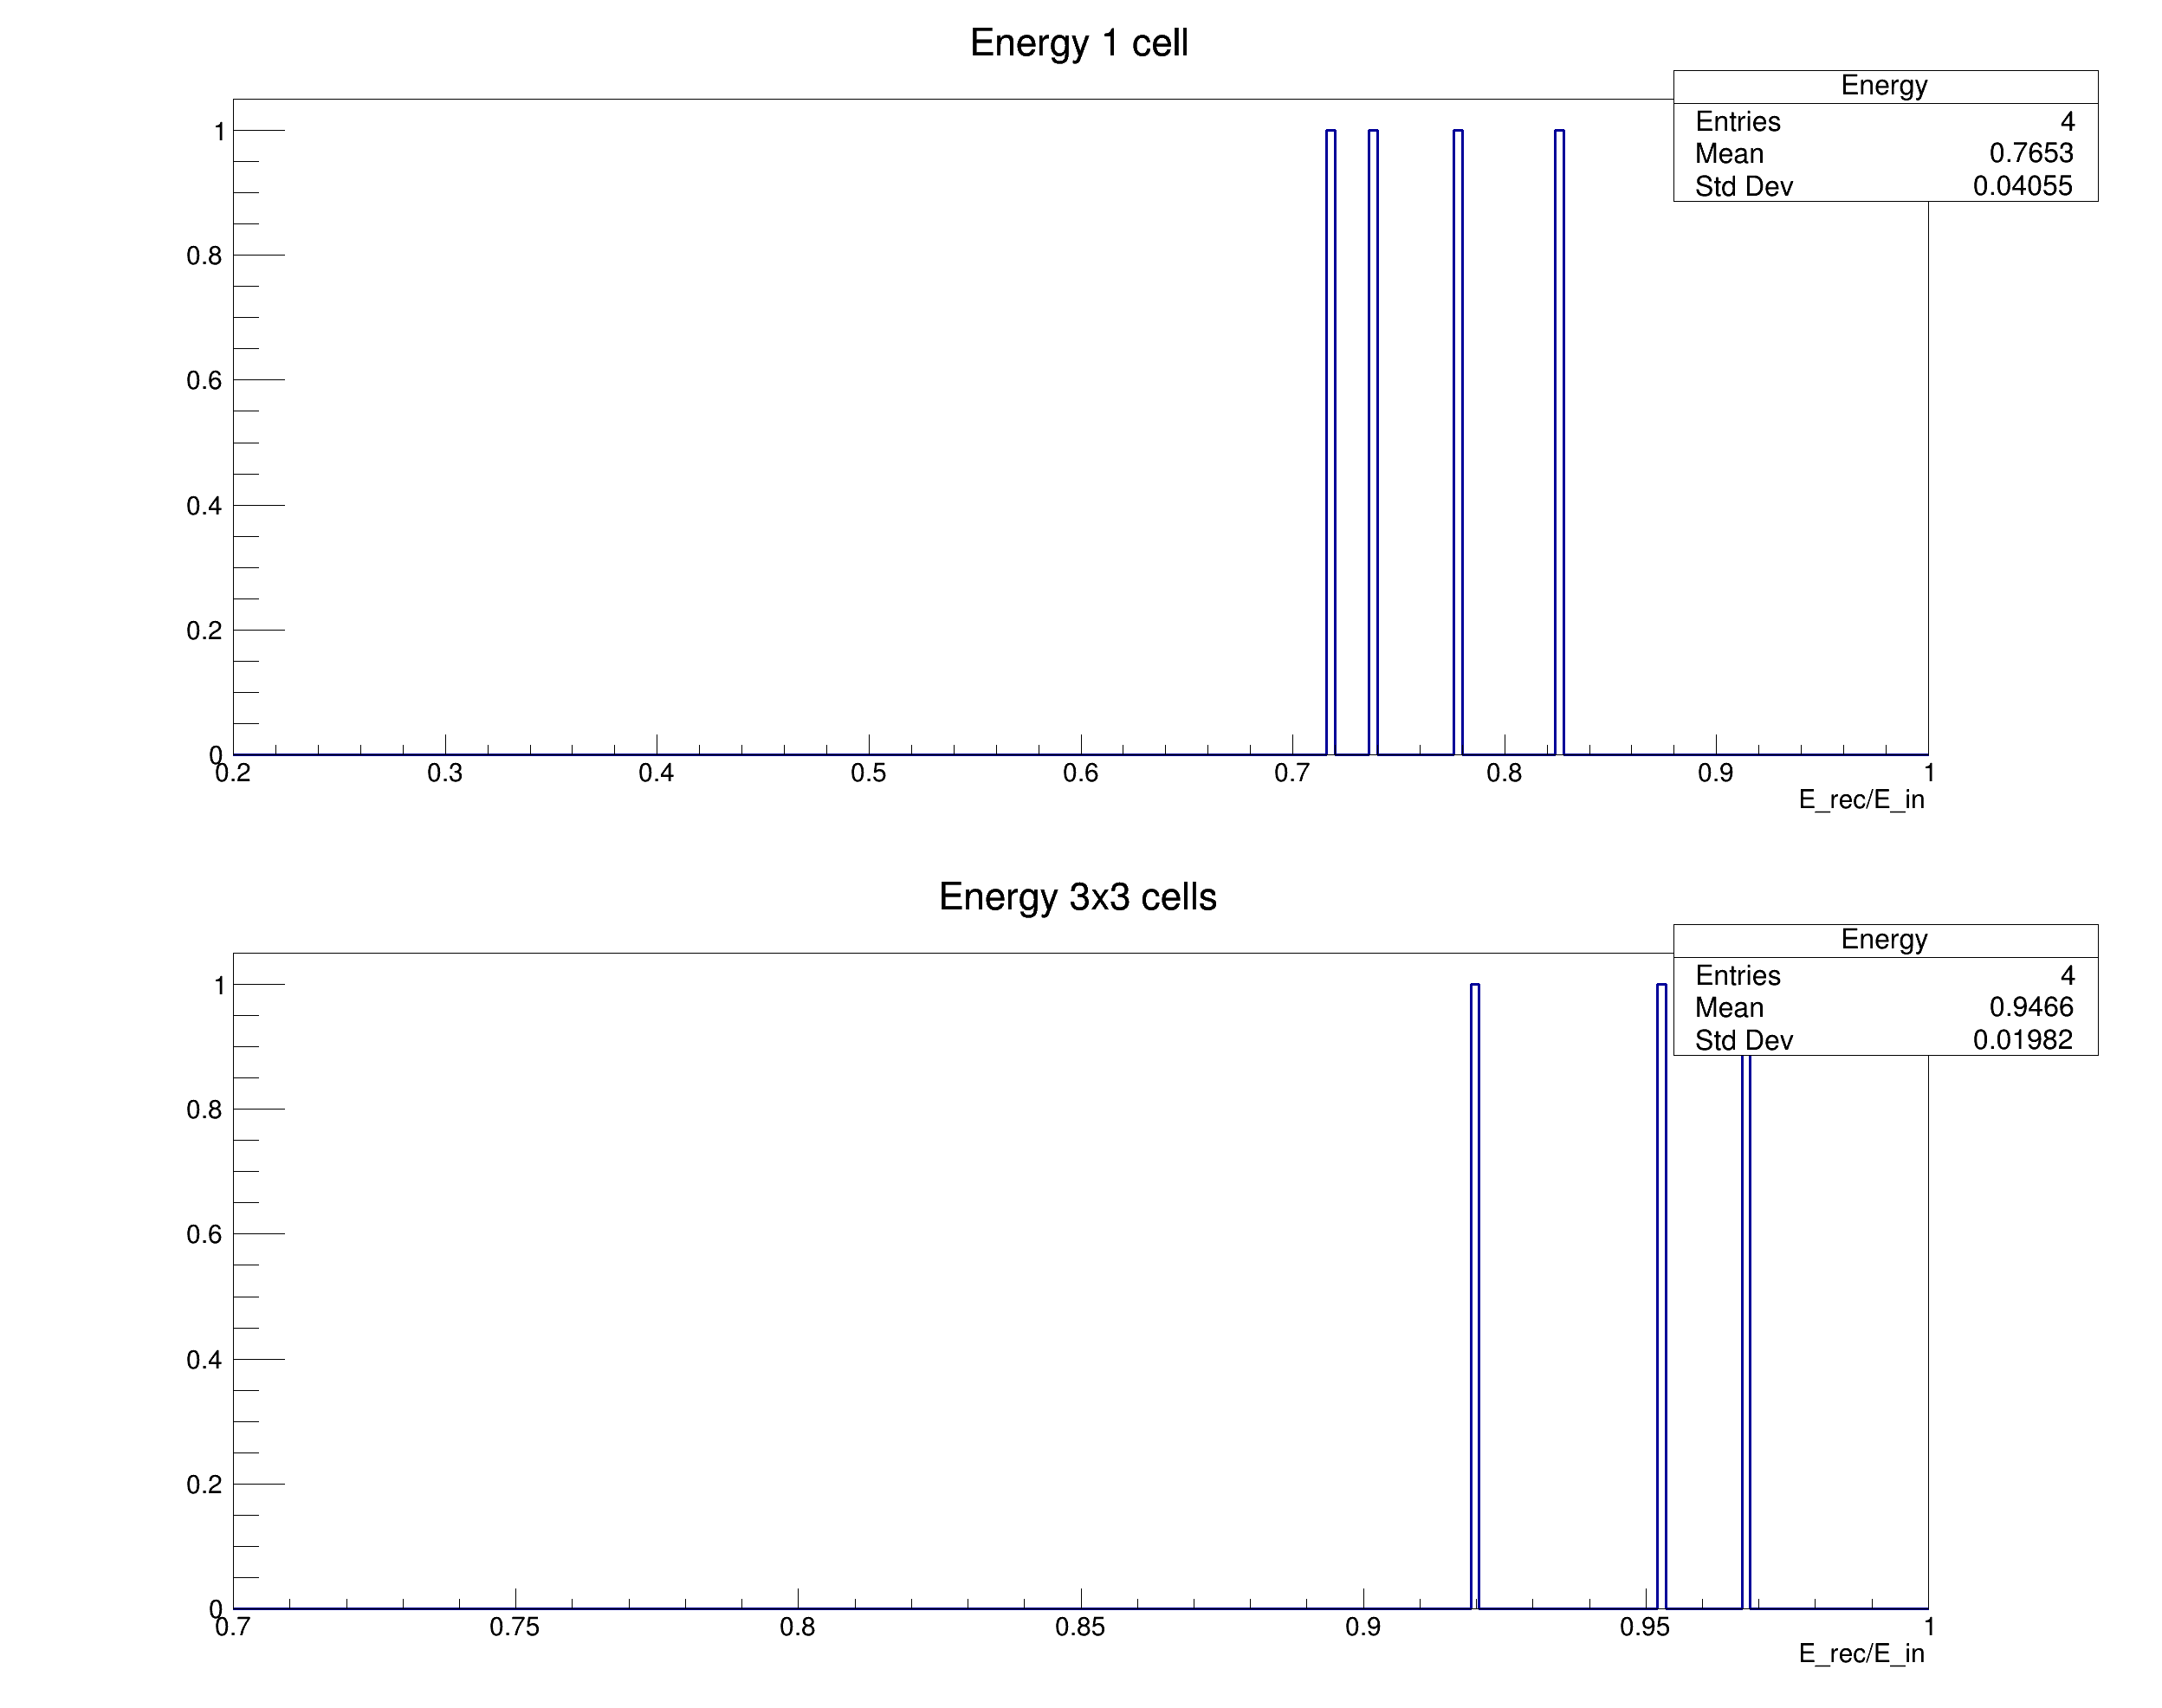 Energy 1 cell
Energy
Entries 4
Mean 0.7653
Std Dev 0.04055
1
0.8
0.6
0.4
0.2
0
0.2 0.3 0.4 0.5 0.6 0.7 0.8 0.9 1
E_rec/E_in
Energy 3x3 cells
Energy
Entries 4
Mean 0.9466
Std Dev 0.01982
1
0.8
0.6
0.4
0.2
0
0.7 0.75 0.8 0.85 0.9 0.95 1
E_rec/E_in